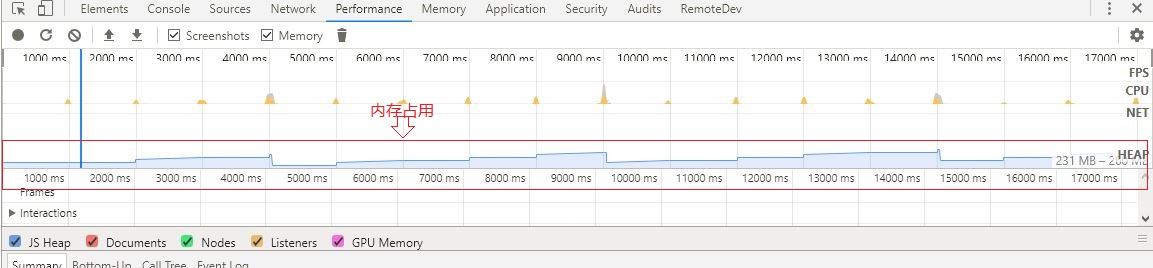 Elements Console Sources Network Performance Memory Application Security Audits RemoteDev
Screenshots Memory
1000 ms 2000 ms 3000 ms 4000 ms 5000 ms 6000 ms 7000 ms 8000 ms 9000 ms 10000 ms 11000 ms 12000 ms 13000 ms 14000 ms 15000 ms 16000 ms 17000 ms
FPS
CPU
内存占用
NET
HEAP
231 MB –
1000 ms 2000 ms 3000 ms 4000 ms 5000 ms 6000 ms 7000 ms 8000 ms 9000 ms 10000 ms 11000 ms 12000 ms 13000 ms 14000 ms 15000 ms 16000 ms 17000 ms
Frames
Interactions
JS Heap Documents Nodes Listeners GPU Memory
Summary Bottom-Up Call Tree Event Log